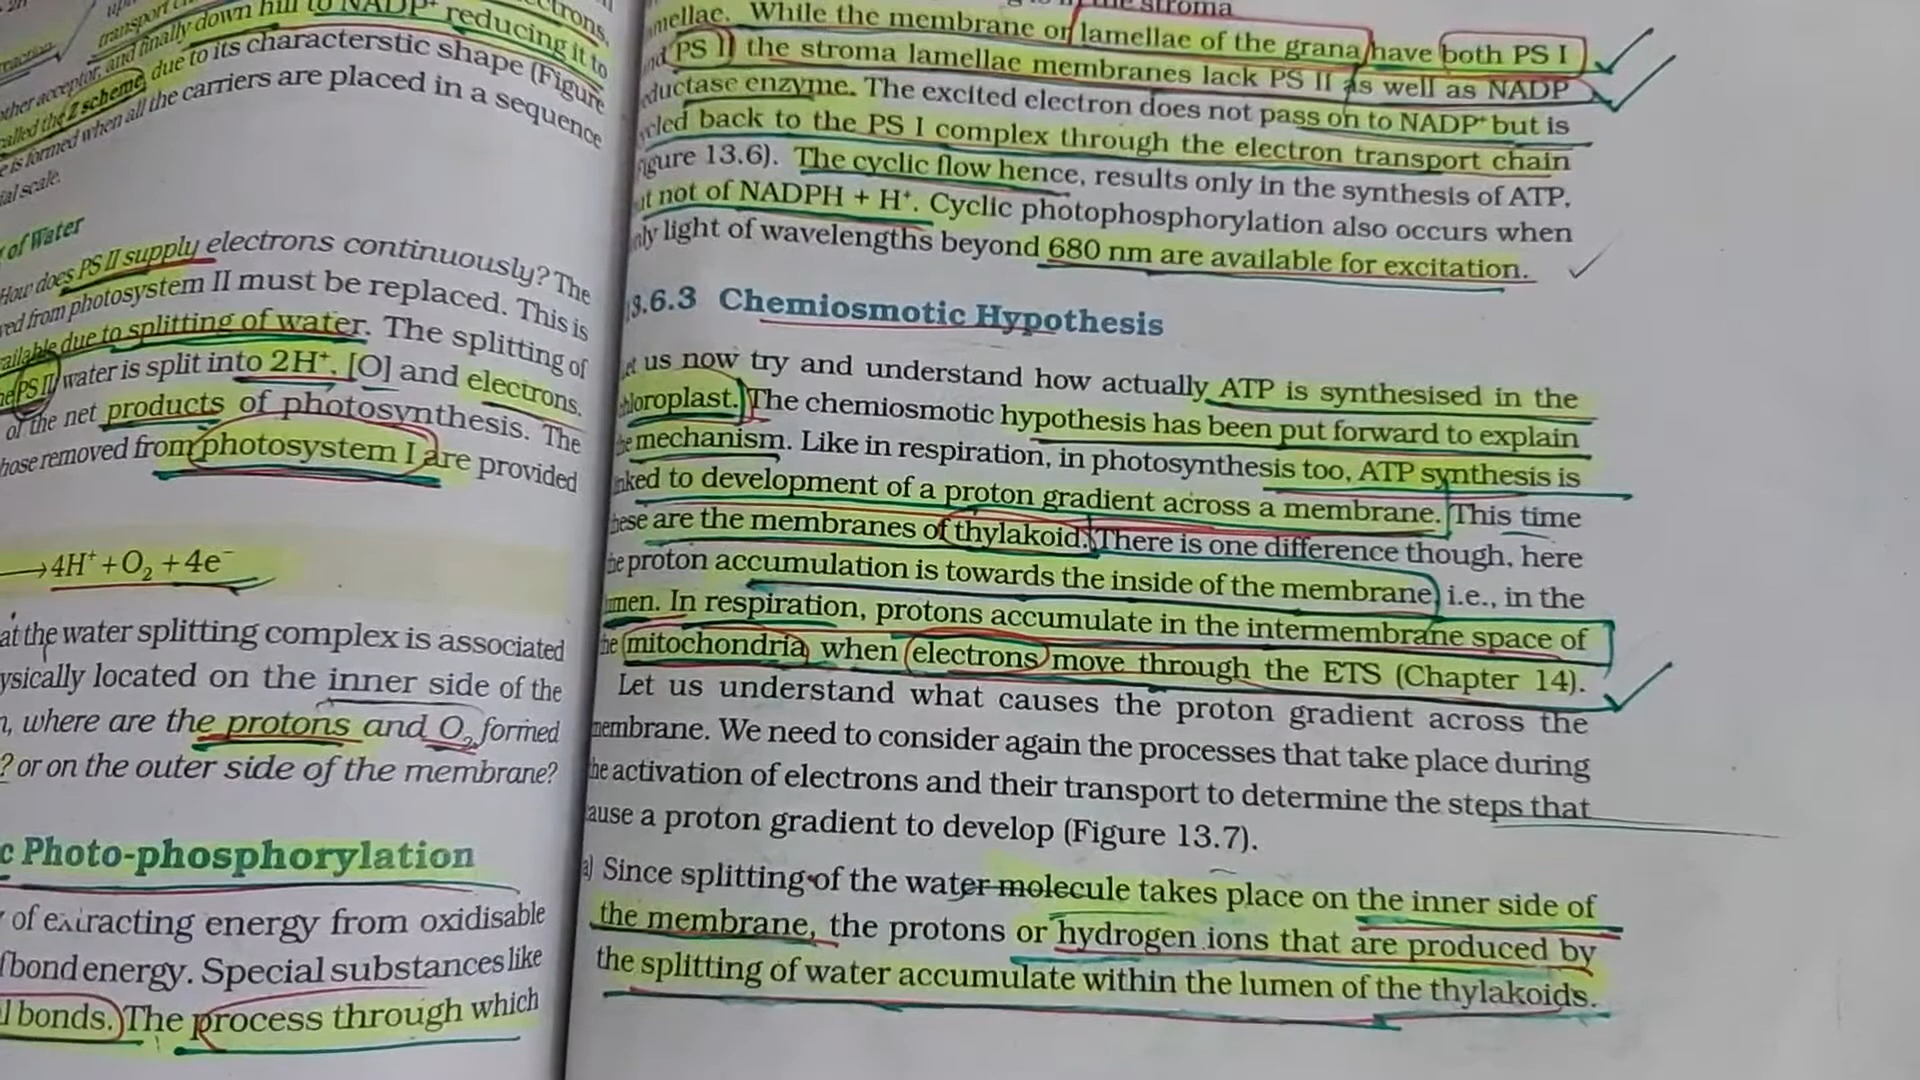 transport
and finally down hill to NADP⁺ reducing it to
other acceptor,
called the Z scheme, due to its characterstic shape (Figure
is formed when all the carriers are placed in a sequence
scale.
of Water
How does PS II supply electrons continuously? The
from photosystem II must be replaced. This is
due to splitting of water. The splitting of
PS II, water is split into 2H⁺, [O] and electrons.
of the net products of photosynthesis. The
removed from photosystem I are provided
⟶4H⁺ + O₂ + 4e⁻
at the water splitting complex is associated
located on the inner side of the
where are the protons and O₂ formed
? or on the outer side of the membrane?
c Photo-phosphorylation
of extracting energy from oxidisable
bond energy. Special substances like
bonds. The process through which
stroma
While the membrane or lamellae of the grana have both PS I
PS II the stroma lamellae membranes lack PS II as well as NADP
enzyme. The excited electron does not pass on to NADP⁺ but is
back to the PS I complex through the electron transport chain
13.6). The cyclic flow hence, results only in the synthesis of ATP,
not of NADPH + H⁺. Cyclic photophosphorylation also occurs when
light of wavelengths beyond 680 nm are available for excitation.
3.6.3 Chemiosmotic Hypothesis
us now try and understand how actually ATP is synthesised in the
The chemiosmotic hypothesis has been put forward to explain
mechanism. Like in respiration, in photosynthesis too, ATP synthesis is
to development of a proton gradient across a membrane. This time
are the membranes of thylakoid. There is one difference though, here
proton accumulation is towards the inside of the membrane, i.e., in the
In respiration, protons accumulate in the intermembrane space of
mitochondria when electrons move through the ETS (Chapter 14).
Let us understand what causes the proton gradient across the
membrane. We need to consider again the processes that take place during
activation of electrons and their transport to determine the steps that
a proton gradient to develop (Figure 13.7).
a) Since splitting of the water molecule takes place on the inner side of
the membrane, the protons or hydrogen ions that are produced by
the splitting of water accumulate within the lumen of the thylakoids.